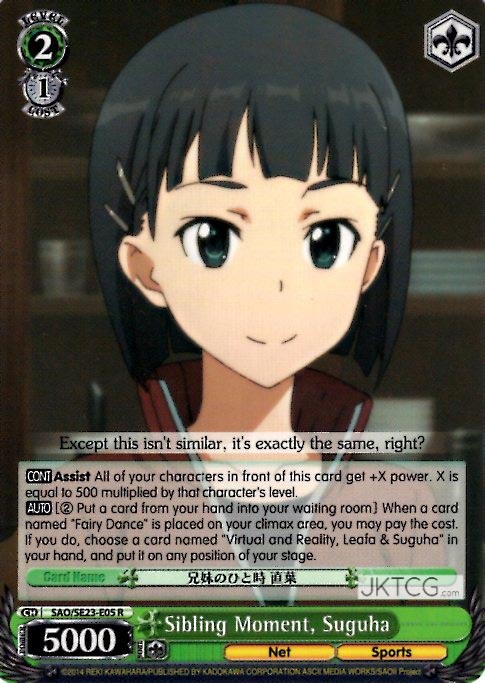 LEVEL
2
1
COST
Except this isn't similar, it's exactly the same, right?
CONT Assist All of your characters in front of this card get +X power. X is
equal to 500 multiplied by that character's level.
AUTO [② Put a card from your hand into your waiting room] When a card
named "Fairy Dance" is placed on your climax area, you may pay the cost.
If you do, choose a card named "Virtual and Reality, Leafa & Suguha" in
your hand, and put it on any position of your stage.
Card Name 兄妹のひと時 直葉
JKTCG.com
SAO/SE23-E05 R
POWER 5000 Sibling Moment, Suguha
Net Sports
©2014 REKI KAWAHARA/PUBLISHED BY KADOKAWA CORPORATION ASCII MEDIA WORKS/SAOII Project